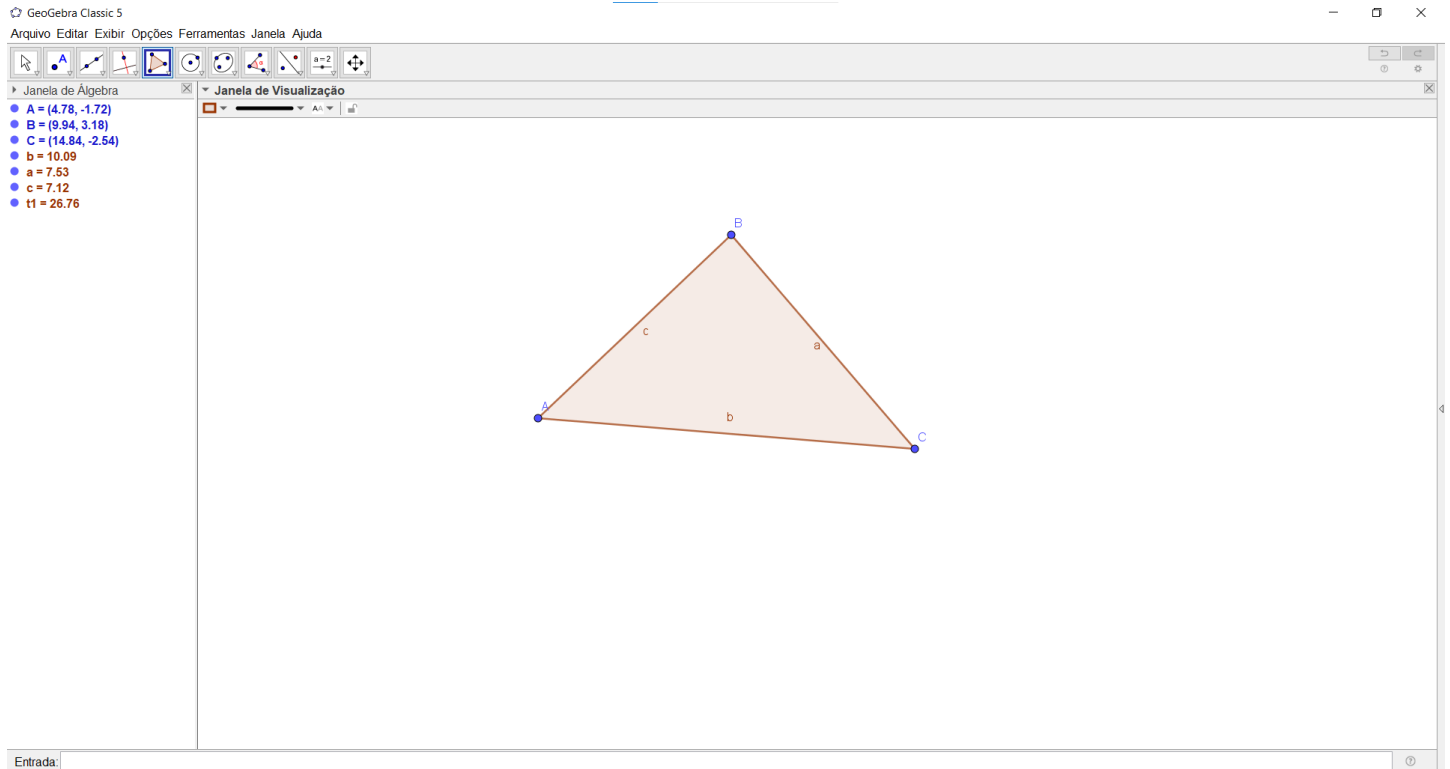 GeoGebra Classic 5
Arquivo Editar Exibir Opções Ferramentas Janela Ajuda
A
α
a=2
Janela de Álgebra
Janela de Visualização
AA
A = (4.78, -1.72)
B = (9.94, 3.18)
C = (14.84, -2.54)
b = 10.09
a = 7.53
c = 7.12
t1 = 26.76
B
c
a
A
b
C
Entrada: